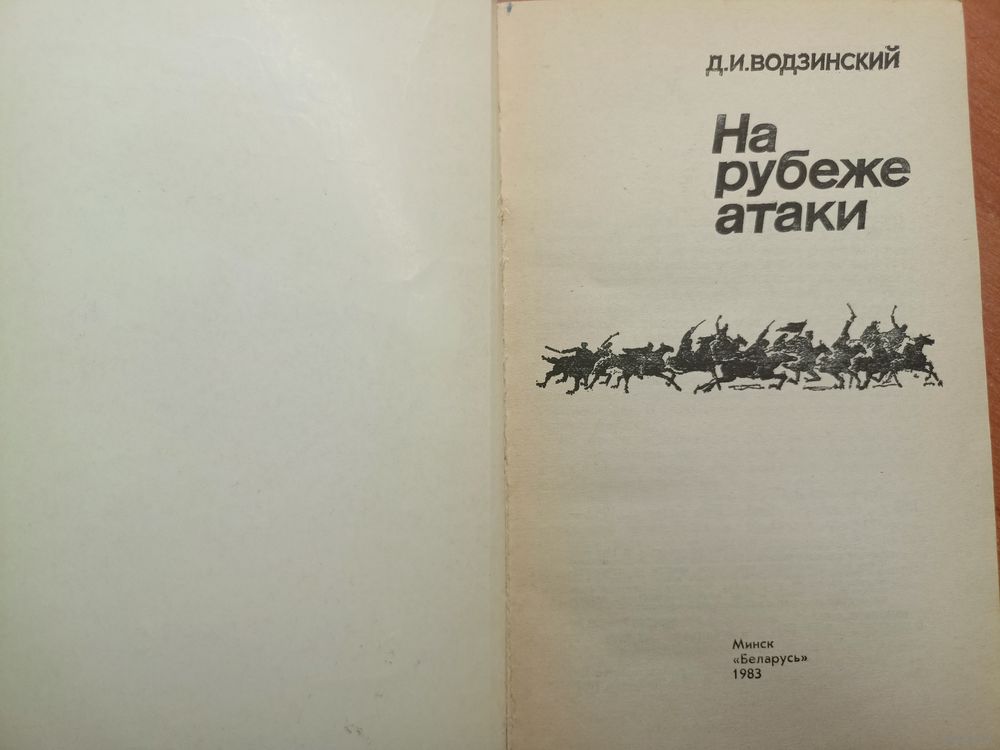 Д.И.ВОДЗИНСКИЙ
На
рубеже
атаки
Минск
«Беларусь»
1983